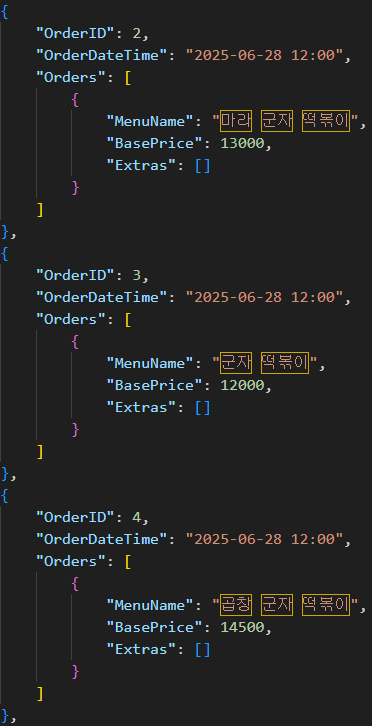 {
    "OrderID": 2,
    "OrderDateTime": "2025-06-28 12:00",
    "Orders": [
        {
            "MenuName": "마라 군자 떡볶이",
            "BasePrice": 13000,
            "Extras": []
        }
    ]
},
{
    "OrderID": 3,
    "OrderDateTime": "2025-06-28 12:00",
    "Orders": [
        {
            "MenuName": "군자 떡볶이",
            "BasePrice": 12000,
            "Extras": []
        }
    ]
},
{
    "OrderID": 4,
    "OrderDateTime": "2025-06-28 12:00",
    "Orders": [
        {
            "MenuName": "곱창 군자 떡볶이",
            "BasePrice": 14500,
            "Extras": []
        }
    ]
},